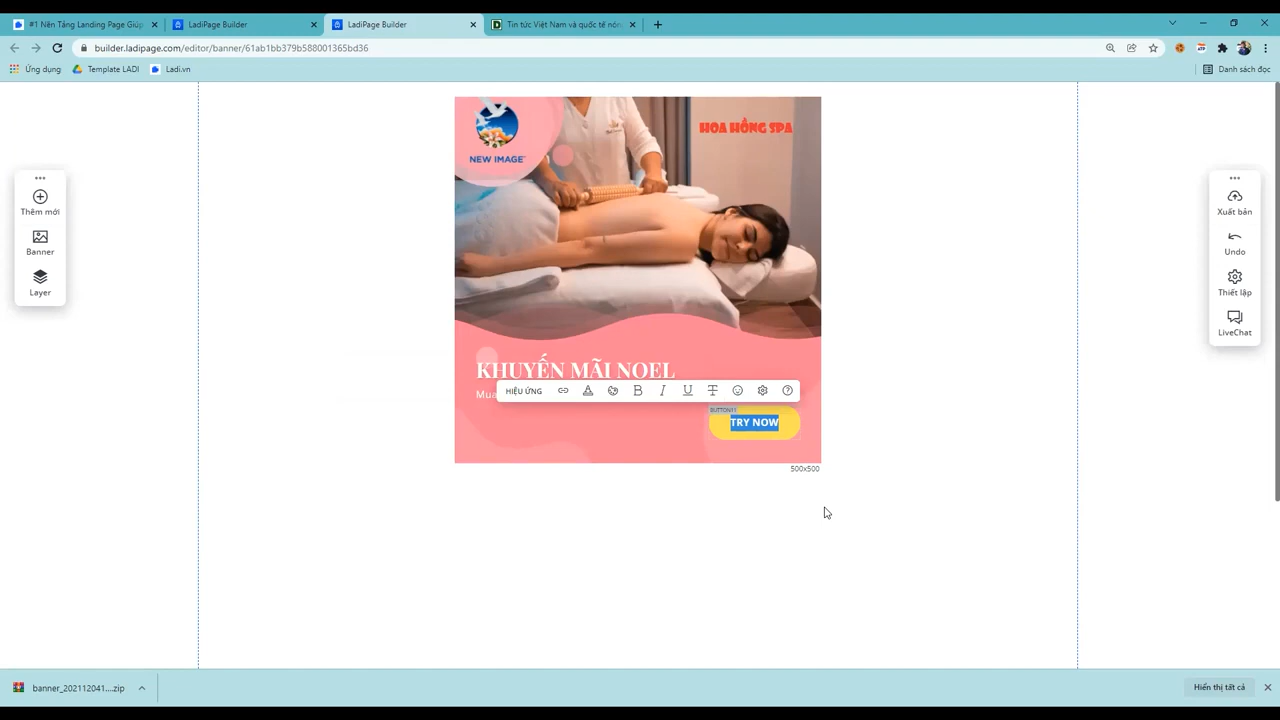 #1 Nền Tảng Landing Page Giúp
LadiPage Builder
LadiPage Builder
Tin tức Việt Nam và quốc tế nón
builder.ladipage.com/editor/banner/61ab1bb379b588001365bd36
Ứng dụng
Template LADI
Ladi.vn
Danh sách đọc
NEW IMAGE
HOA HỒNG SPA
Thêm mới
Banner
Layer
Xuất bản
Undo
Thiết lập
LiveChat
KHUYẾN MÃI NOEL
HIỆU ỨNG
Mua
BUTTON11
TRY NOW
500x500
banner_202112041....zip
Hiển thị tất cả